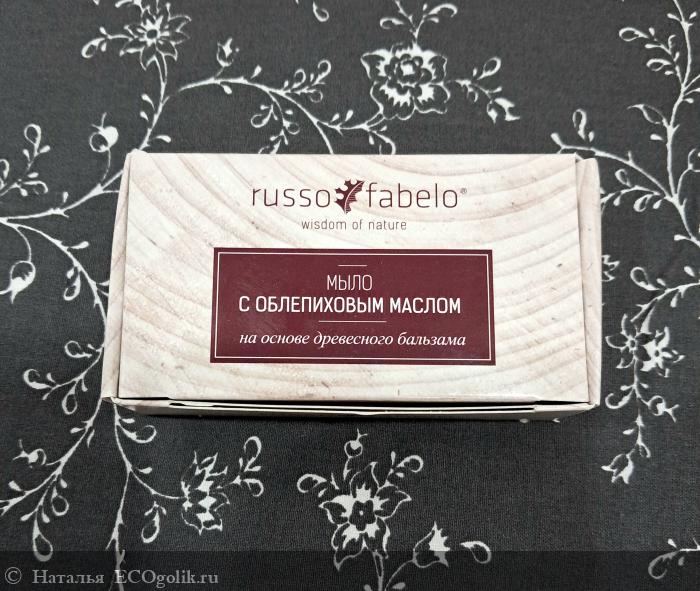 russo fabelo®
wisdom of nature
МЫЛО
С ОБЛЕПИХОВЫМ МАСЛОМ
на основе древесного бальзама
© Наталья ECOgolik.ru